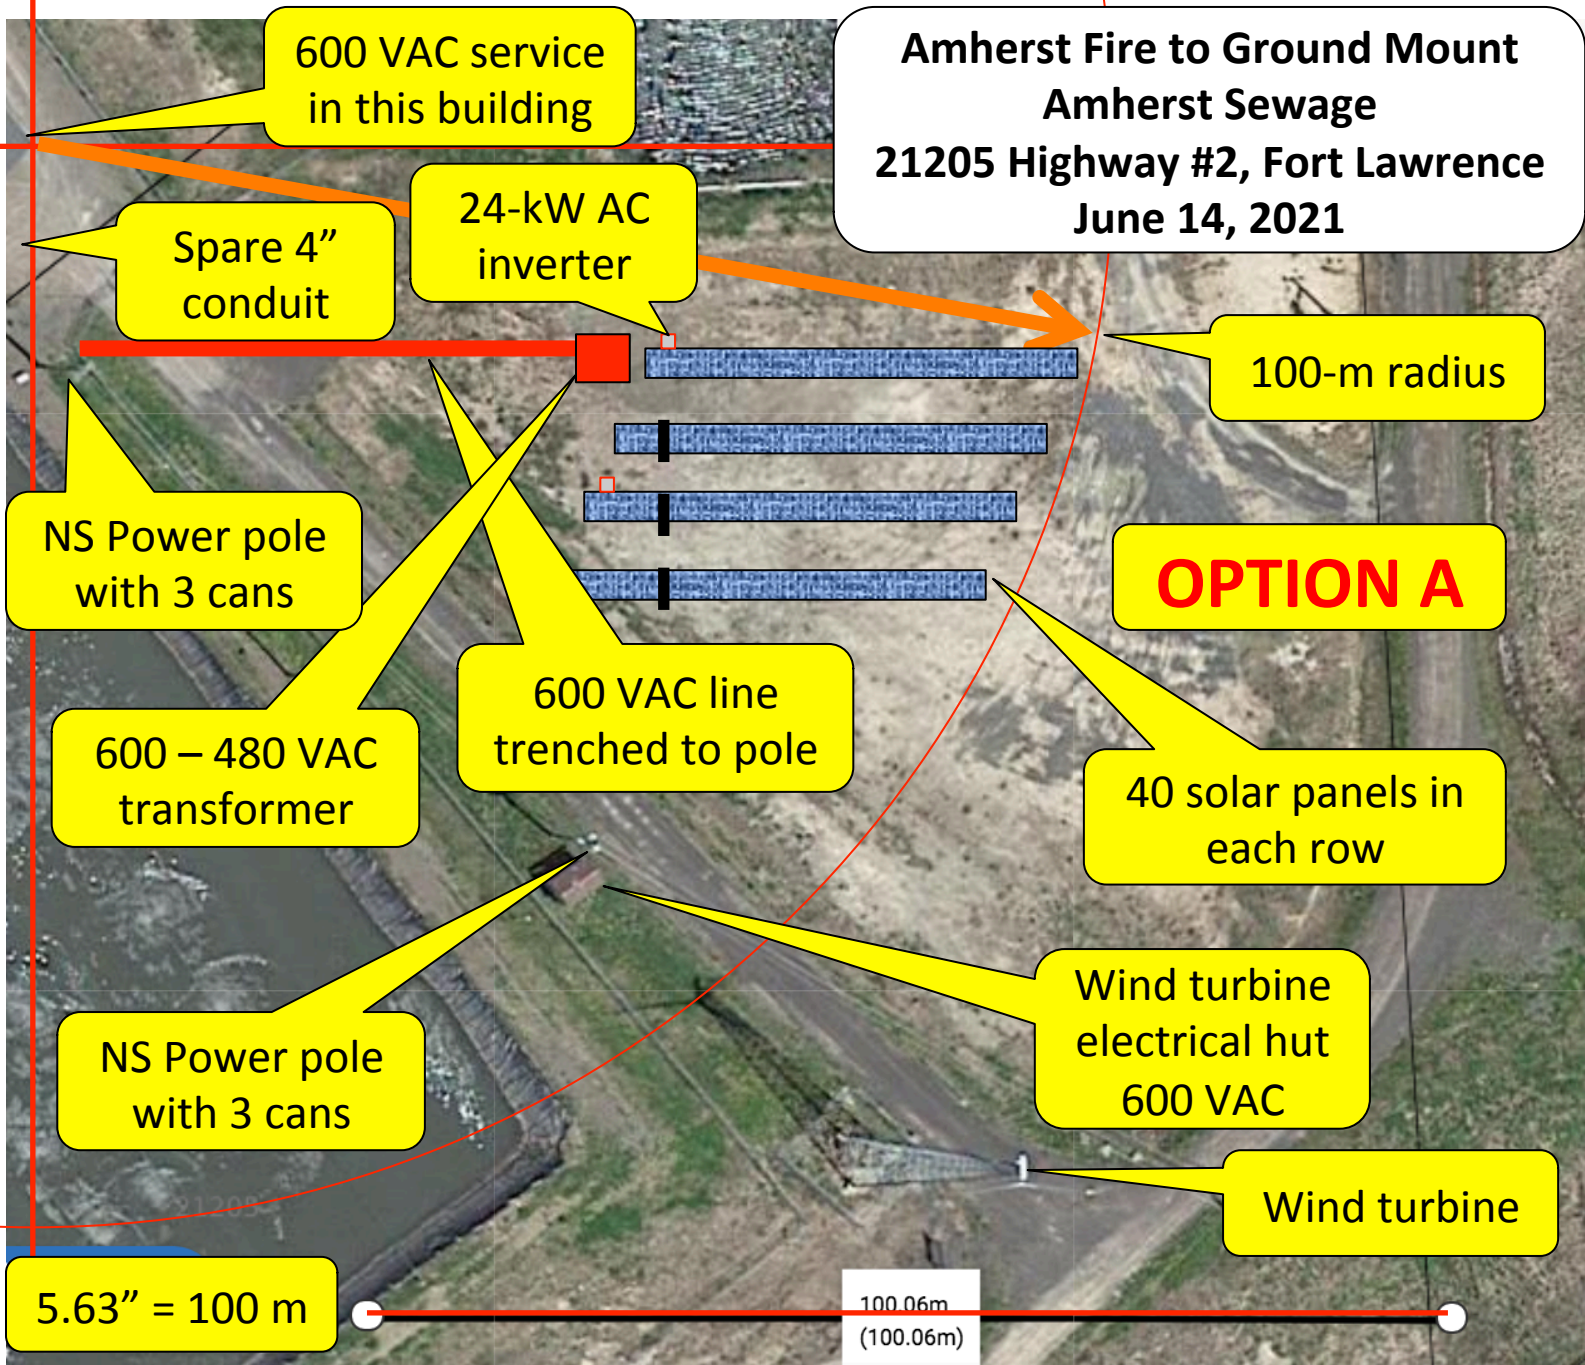 600 VAC service
in this building
Amherst Fire to Ground Mount
Amherst Sewage
21205 Highway #2, Fort Lawrence
June 14, 2021
24-kW AC
inverter
Spare 4”
conduit
100-m radius
NS Power pole
with 3 cans
OPTION A
600 VAC line
trenched to pole
600 – 480 VAC
transformer
40 solar panels in
each row
Wind turbine
electrical hut
600 VAC
NS Power pole
with 3 cans
Wind turbine
5.63” = 100 m
100.06m
(100.06m)